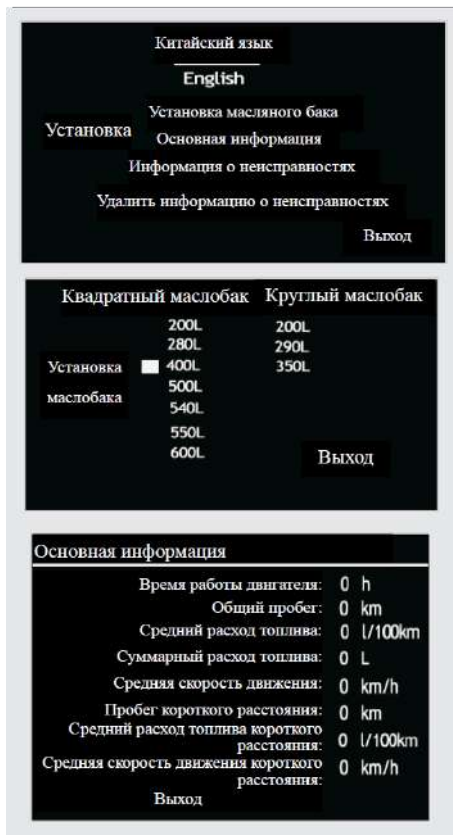 Китайский язык
English
Установка масляного бака
Установка
Основная информация
Информация о неисправностях
Удалить информацию о неисправностях
Выход
Квадратный маслобак Круглый маслобак
200L 200L
280L 290L
Установка 400L 350L
маслобака 500L
540L
550L
600L Выход
Основная информация
Время работы двигателя: 0 h
Общий пробег: 0 km
Средний расход топлива: 0 l/100km
Суммарный расход топлива: 0 L
Средняя скорость движения: 0 km/h
Пробег короткого расстояния: 0 km
Средний расход топлива короткого
расстояния: 0 l/100km
Средняя скорость движения короткого
расстояния: 0 km/h
Выход